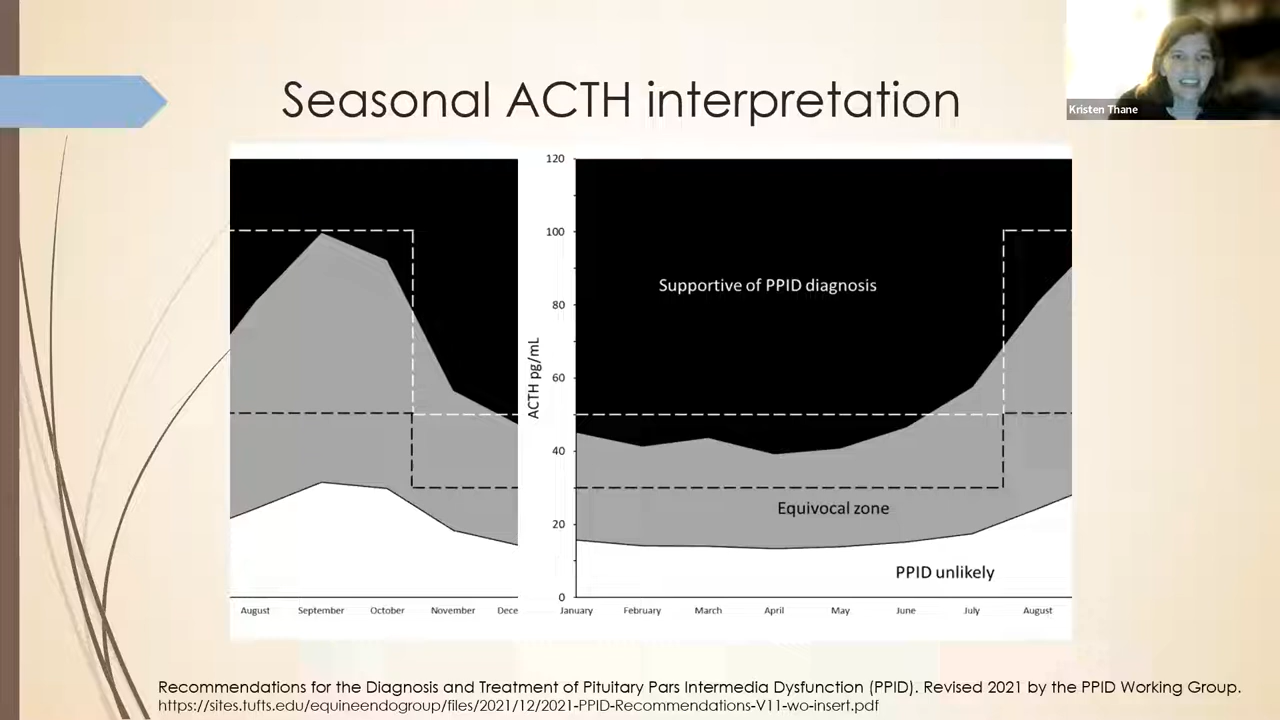 Seasonal ACTH interpretation
Kristen Thane
120
100
80
60
40
20
0
ACTH pg/mL
Supportive of PPID diagnosis
Equivocal zone
PPID unlikely
August September October November Dece January February March April May June July August
Recommendations for the Diagnosis and Treatment of Pituitary Pars Intermedia Dysfunction (PPID). Revised 2021 by the PPID Working Group.
https://sites.tufts.edu/equineendogroup/files/2021/12/2021-PPID-Recommendations-V11-wo-insert.pdf